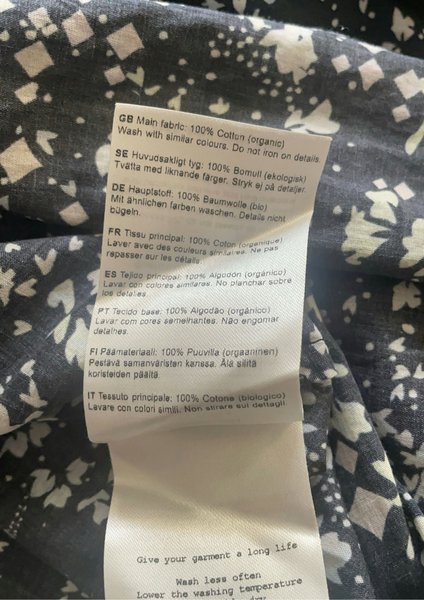 GB Main fabric: 100% Cotton (organic)
Wash with similar colours. Do not iron on details.
SE Huvudsakligt tyg: 100% Bomull (ekologisk)
Tvätta med liknande färger. Stryk ej på detaljer.
DE Hauptstoff: 100% Baumwolle (bio)
Mit ähnlichen farben waschen. Details nicht
bügeln.
FR Tissu principal: 100% Coton (organique)
Laver avec des couleurs similaires. Ne pas
repasser sur les détails.
ES Tejido principal: 100% Algodón (orgánico)
Lavar con colores similares. No planchar sobre
los detalles.
PT Tecido base: 100% Algodão (orgânico)
Lavar com cores semelhantes. Não engomar
detalhes.
FI Päämateriaali: 100% Puuvilla (orgaaninen)
Pestävä samanväristen kanssa. Älä silitä
koristeiden päältä.
IT Tessuto principale: 100% Cotone (biologico)
Lavare con colori simili. Non stirare sui dettagli
Give your garment a long life
Wash less often
Lower the washing temperature